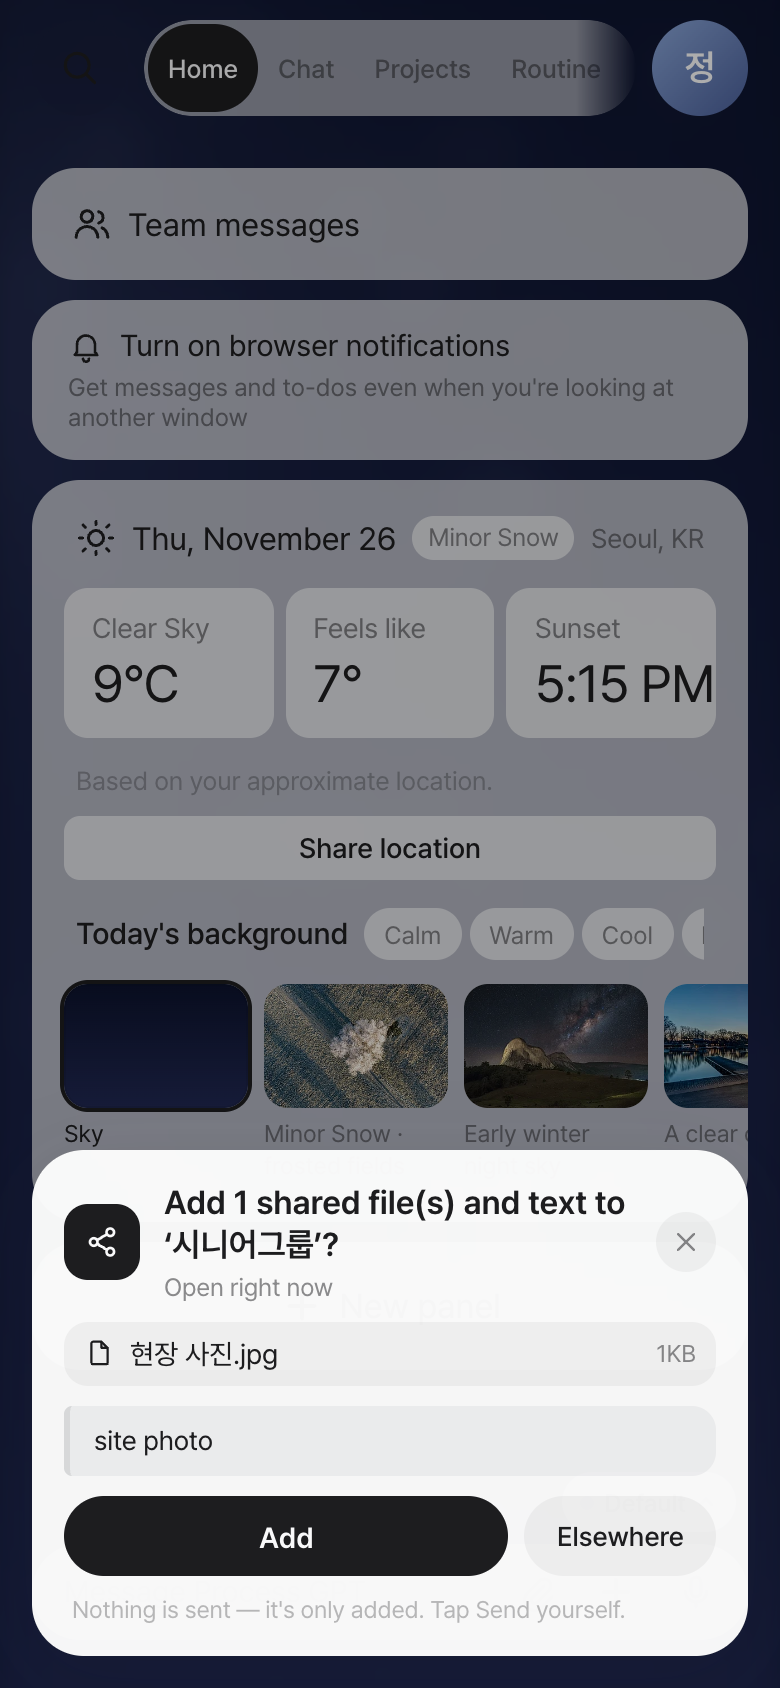 Home Chat Projects Routine 정
Team messages
Turn on browser notifications
Get messages and to-dos even when you're looking at
another window
Thu, November 26 Minor Snow Seoul, KR
Clear Sky Feels like Sunset
9°C 7° 5:15 PM
Based on your approximate location.
Share location
Today's background Calm Warm Cool
Sky Minor Snow · Early winter A clear
Add 1 shared file(s) and text to
‘시니어그룹’?
Open right now
New panel
현장 사진.jpg 1KB
site photo
Add Elsewhere
Nothing is sent — it's only added. Tap Send yourself.